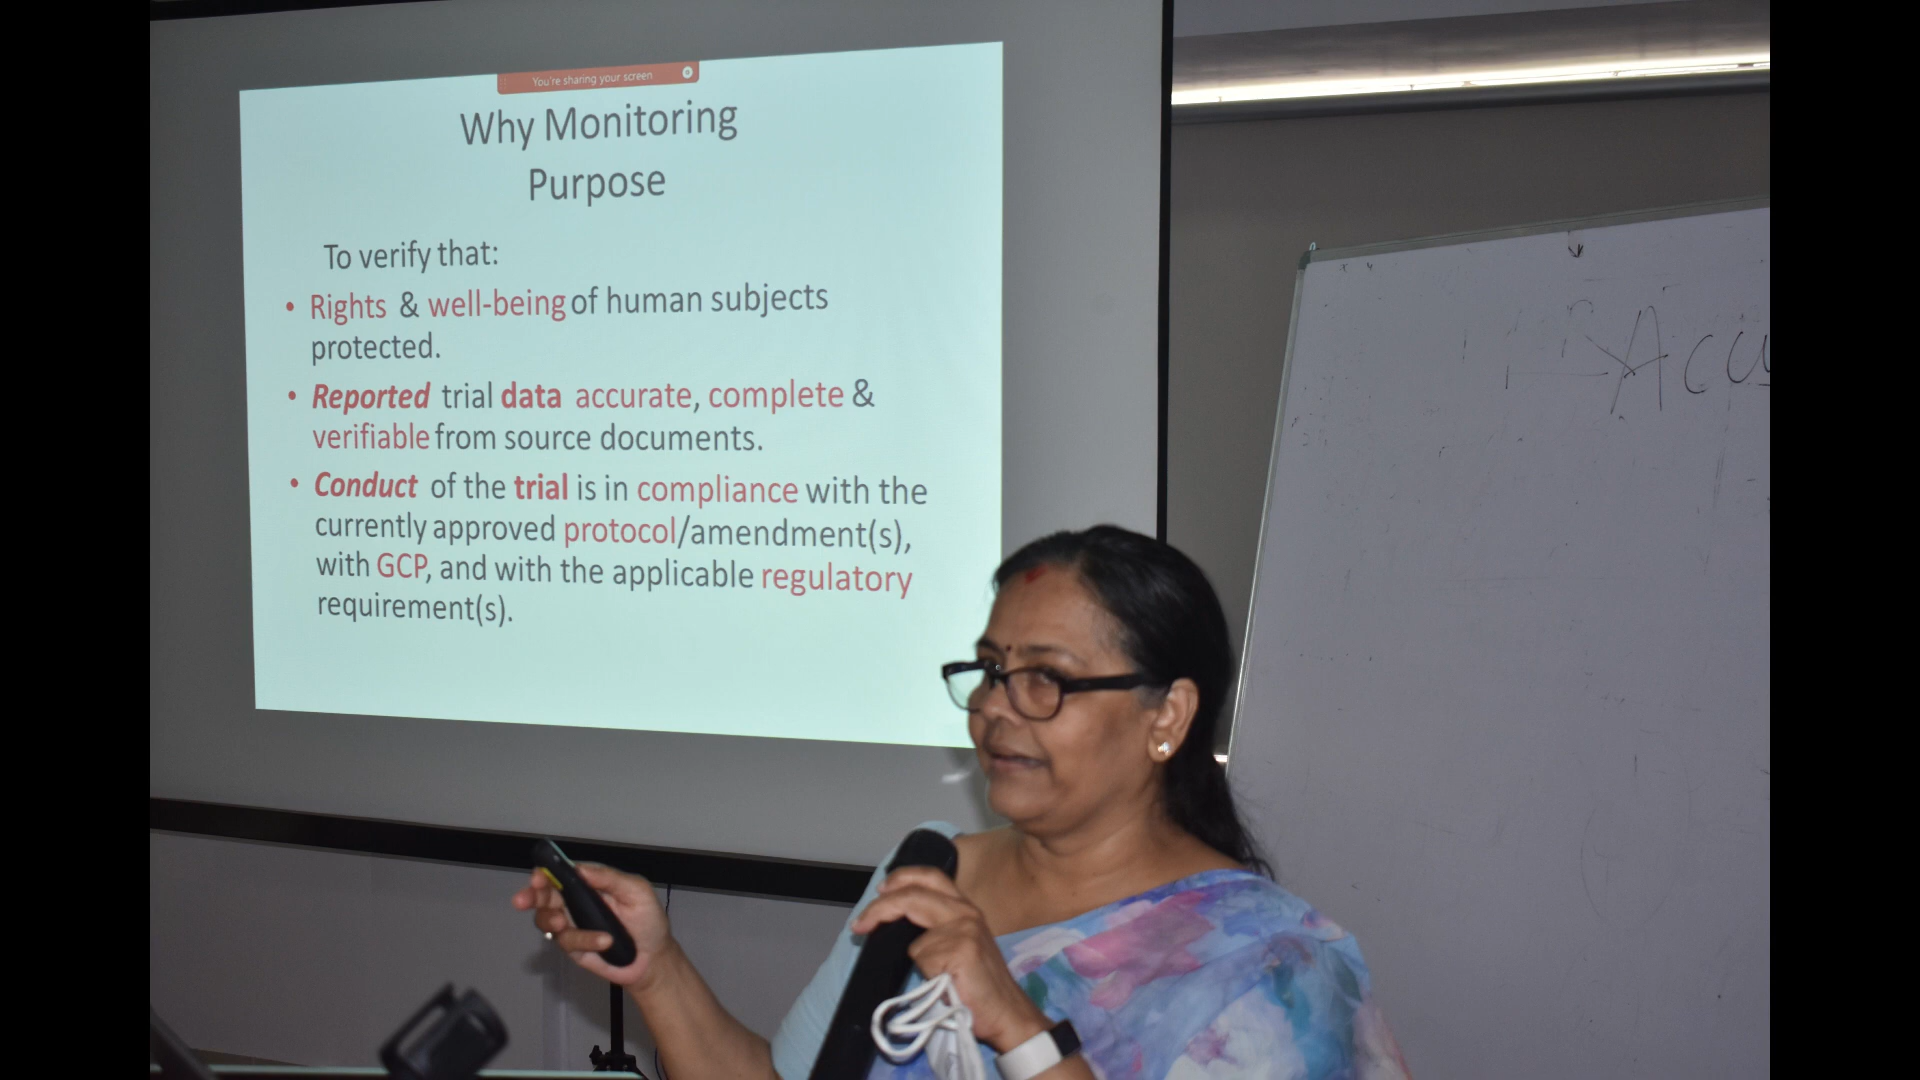 You're sharing your screen
Why Monitoring
Purpose
To verify that:
• Rights & well-being of human subjects
protected.
• Reported trial data accurate, complete &
verifiable from source documents.
• Conduct of the trial is in compliance with the
currently approved protocol/amendment(s),
with GCP, and with the applicable regulatory
requirement(s).